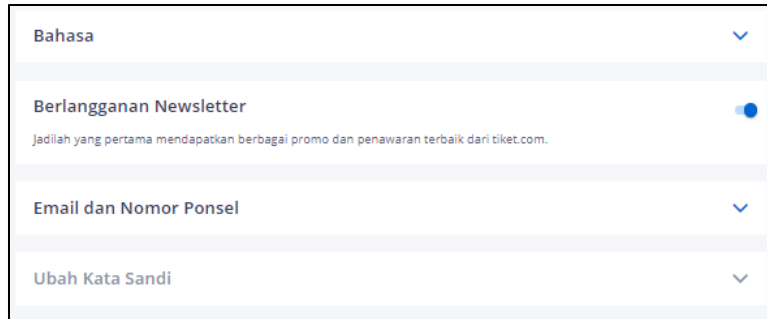 Bahasa
Berlangganan Newsletter
Jadilah yang pertama mendapatkan berbagai promo dan penawaran terbaik dari tiket.com.
Email dan Nomor Ponsel
Ubah Kata Sandi